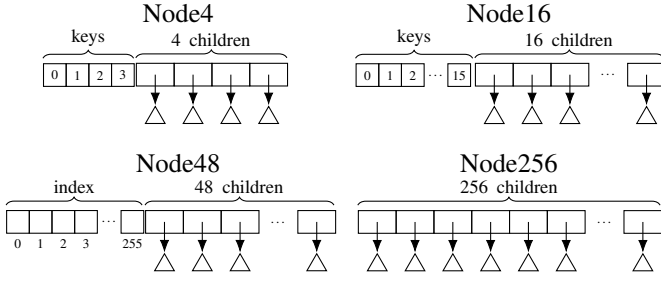 Node4
keys
4 children
0 1 2 3
Node16
keys
16 children
0 1 2 ... 15 ...
Node48
index
48 children
... ...
0 1 2 3 255
Node256
256 children
...